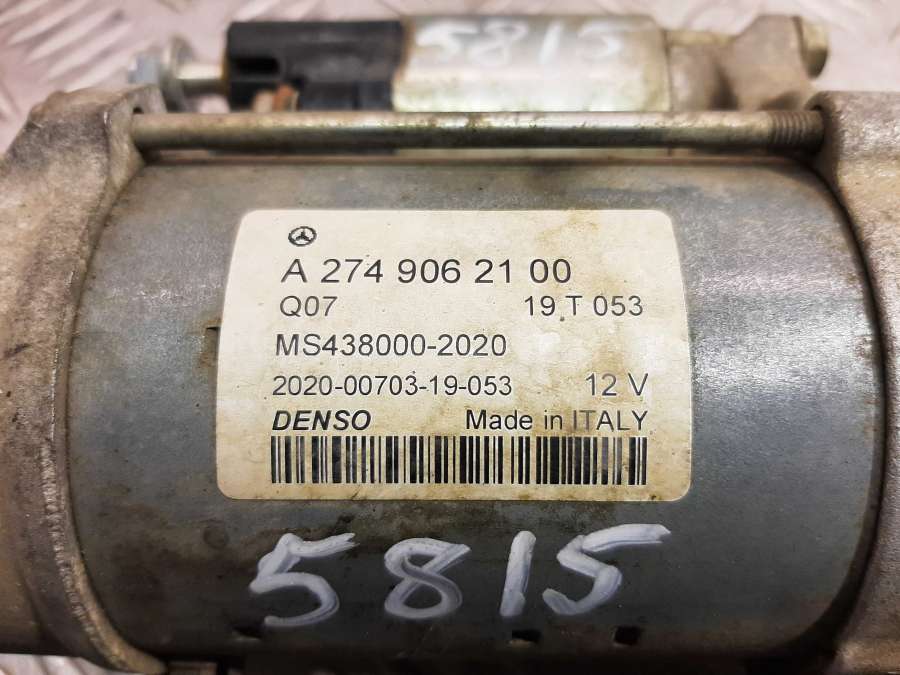 5815
A 274 906 21 00
Q07 19 T 053
MS438000-2020
2020-00703-19-053 12 V
DENSO Made in ITALY
5815